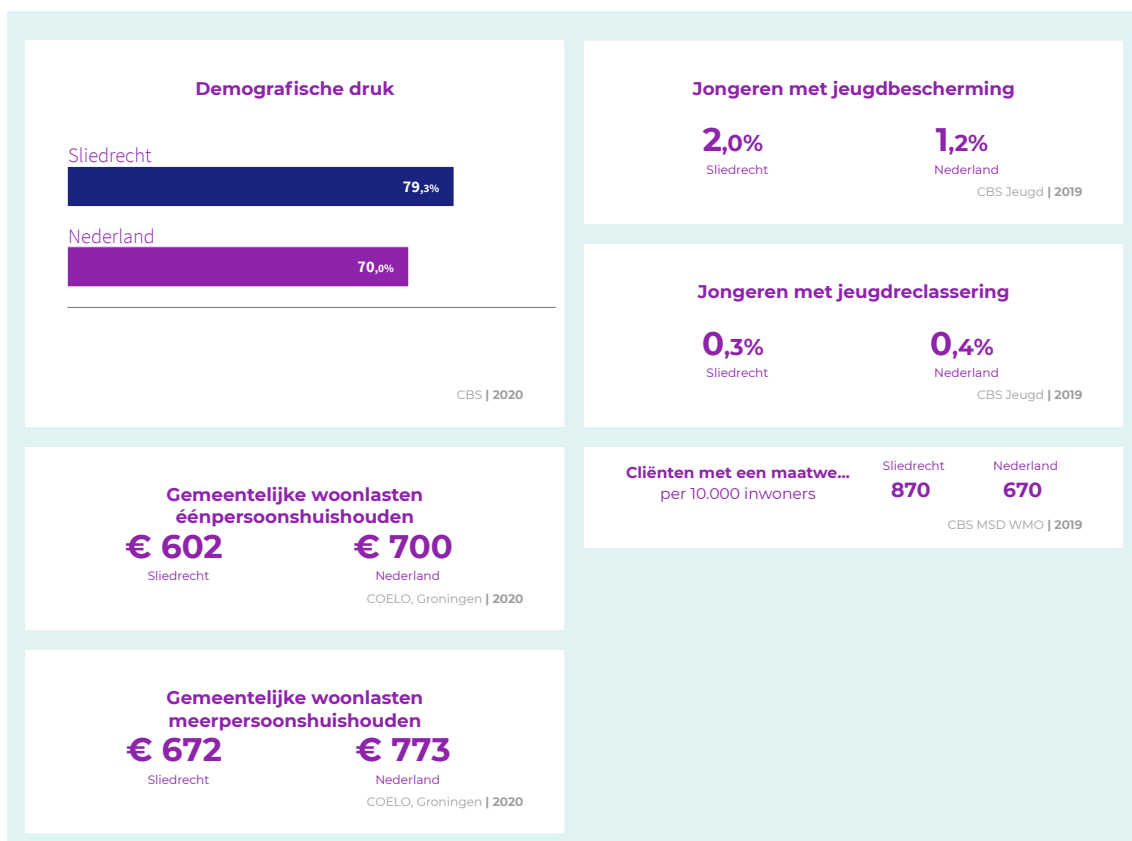 Demografische druk
Sliedrecht
79,3%
Nederland
70,0%
CBS | 2020
Gemeentelijke woonlasten
éénpersoonshuishouden
€ 602 € 700
Sliedrecht Nederland
COELO, Groningen | 2020
Gemeentelijke woonlasten
meerpersoonshuishouden
€ 672 € 773
Sliedrecht Nederland
COELO, Groningen | 2020
Jongeren met jeugdbescherming
2,0% 1,2%
Sliedrecht Nederland
CBS Jeugd | 2019
Jongeren met jeugdreclassering
0,3% 0,4%
Sliedrecht Nederland
CBS Jeugd | 2019
Cliënten met een maatwe...
per 10.000 inwoners
Sliedrecht Nederland
870 670
CBS MSD WMO | 2019